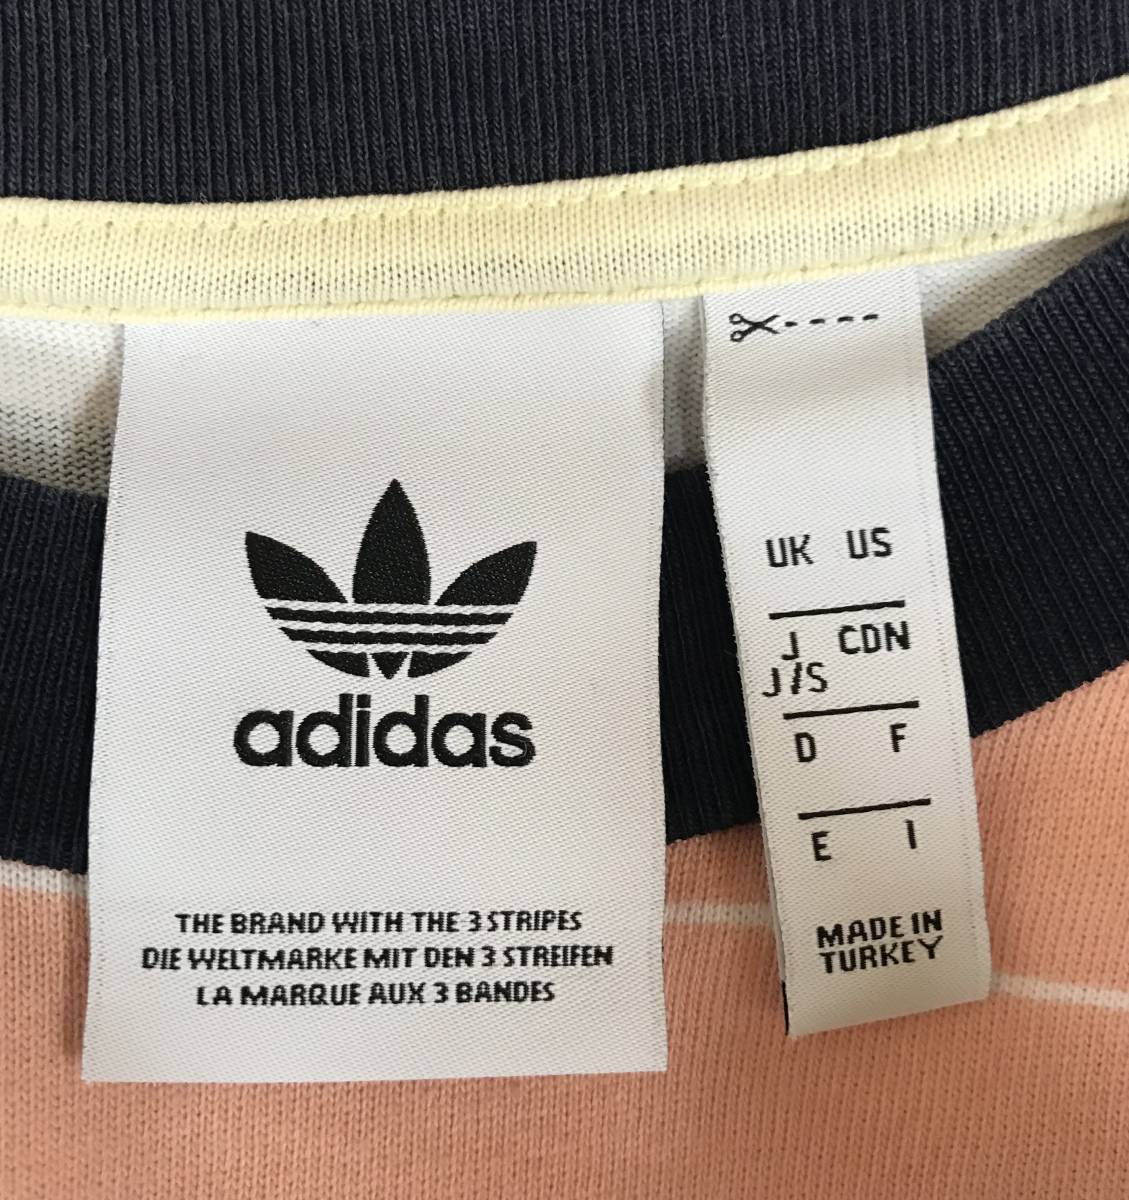 adidas
THE BRAND WITH THE 3 STRIPES
DIE WELTMARKE MIT DEN 3 STREIFEN
LA MARQUE AUX 3 BANDES
UK US
J CDN
J/S
D F
E I
MADE IN
TURKEY